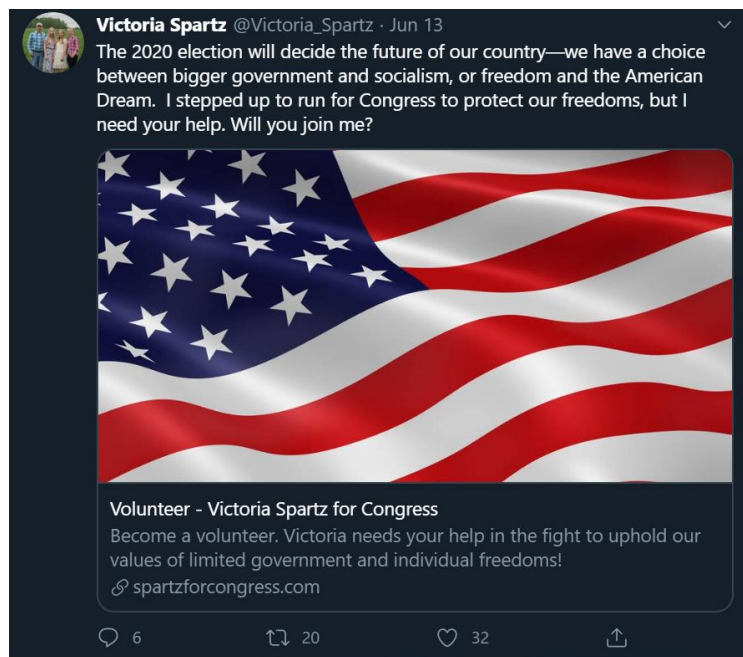 Victoria Spartz @Victoria_Spartz · Jun 13
The 2020 election will decide the future of our country—we have a choice
between bigger government and socialism, or freedom and the American
Dream.  I stepped up to run for Congress to protect our freedoms, but I
need your help. Will you join me?
Volunteer - Victoria Spartz for Congress
Become a volunteer. Victoria needs your help in the fight to uphold our
values of limited government and individual freedoms!
spartzforcongress.com
6 20 32